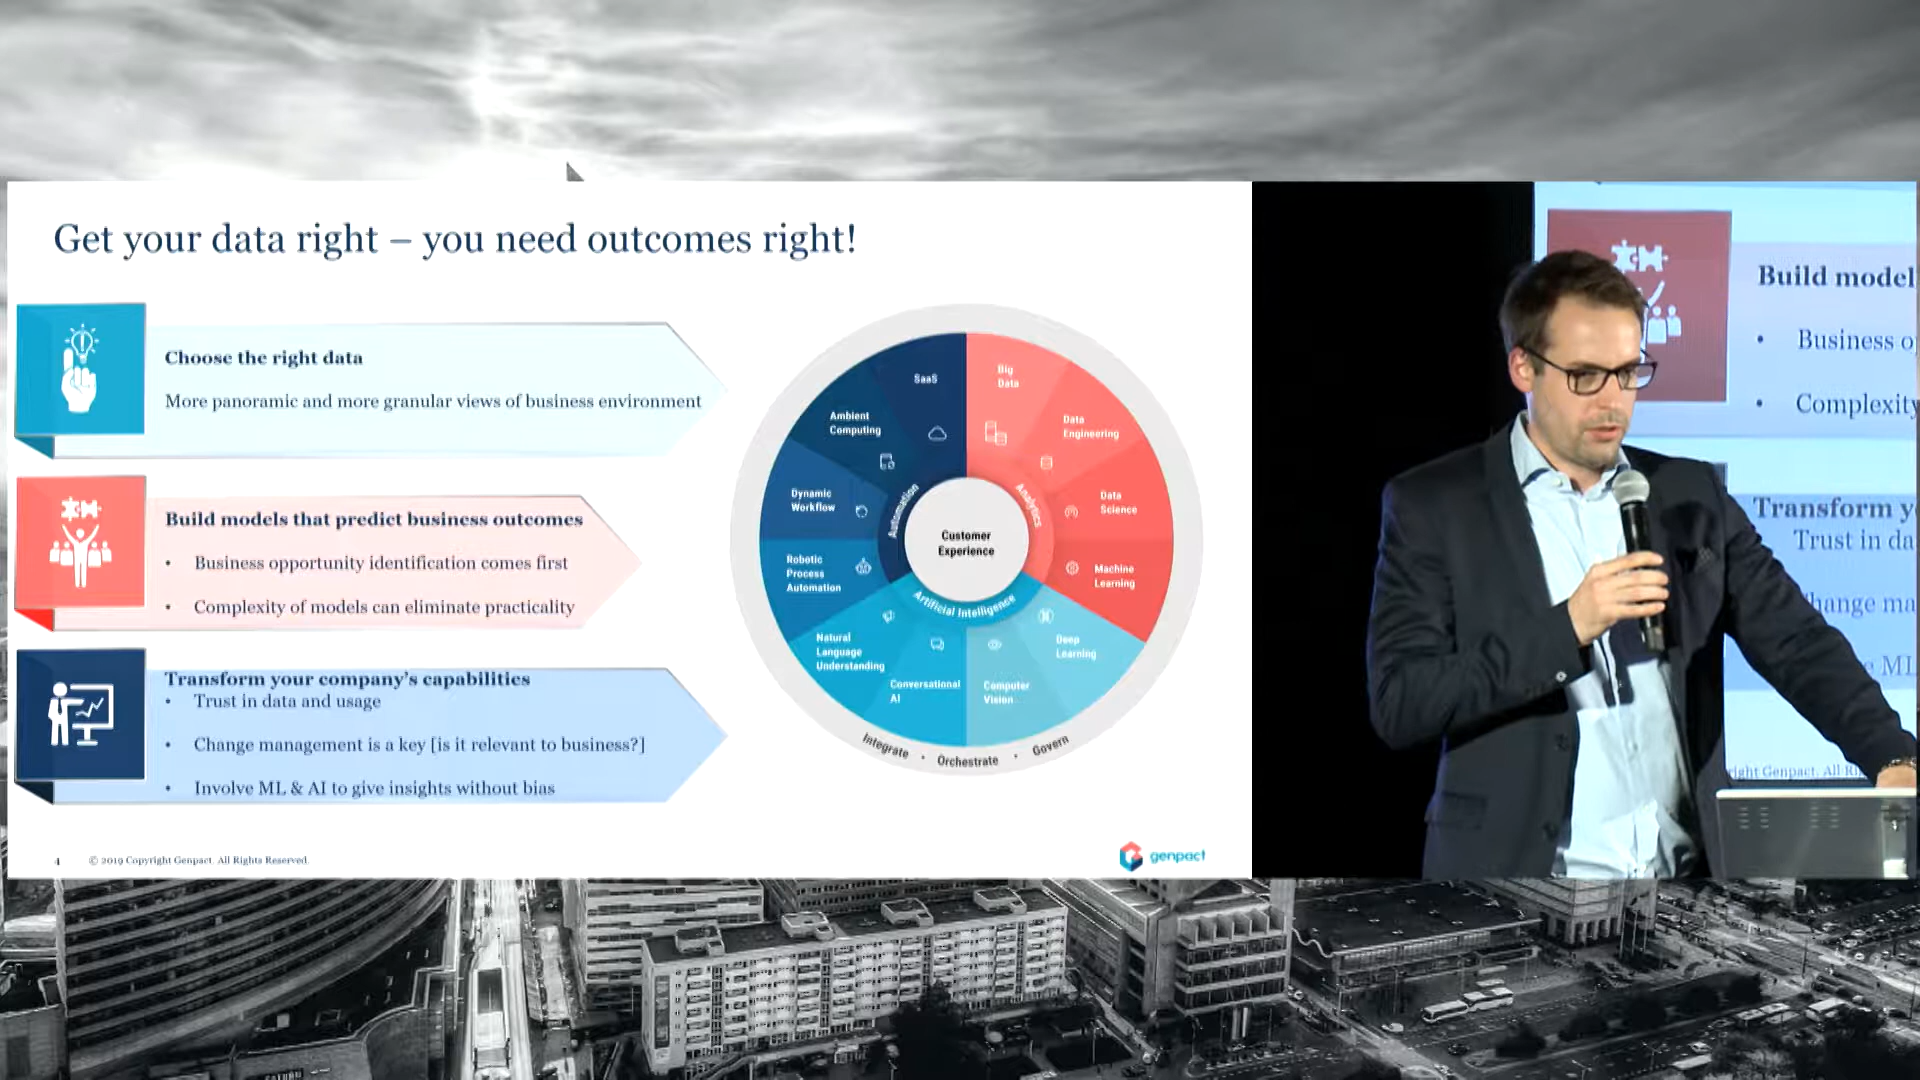 Get your data right – you need outcomes right!
Choose the right data
More panoramic and more granular views of business environment
Build models that predict business outcomes
• Business opportunity identification comes first
• Complexity of models can eliminate practicality
Transform your company's capabilities
• Trust in data and usage
• Change management is a key [is it relevant to business?]
• Involve ML & AI to give insights without bias
SaaS
Big
Data
Ambient
Computing
Data
Engineering
Dynamic
Workflow
Data
Science
Robotic
Process
Automation
Machine
Learning
Natural
Language
Understanding
Deep
Learning
Conversational
AI
Computer
Vision
Automation
Analytics
Artificial Intelligence
Customer
Experience
Integrate • Orchestrate • Govern
4
© 2019 Copyright Genpact. All Rights Reserved.
genpact
Build model
• Business o
• Complexity
Transform y
Trust in da
hange ma
e ML
ight Genpact. All Ri
SATURN